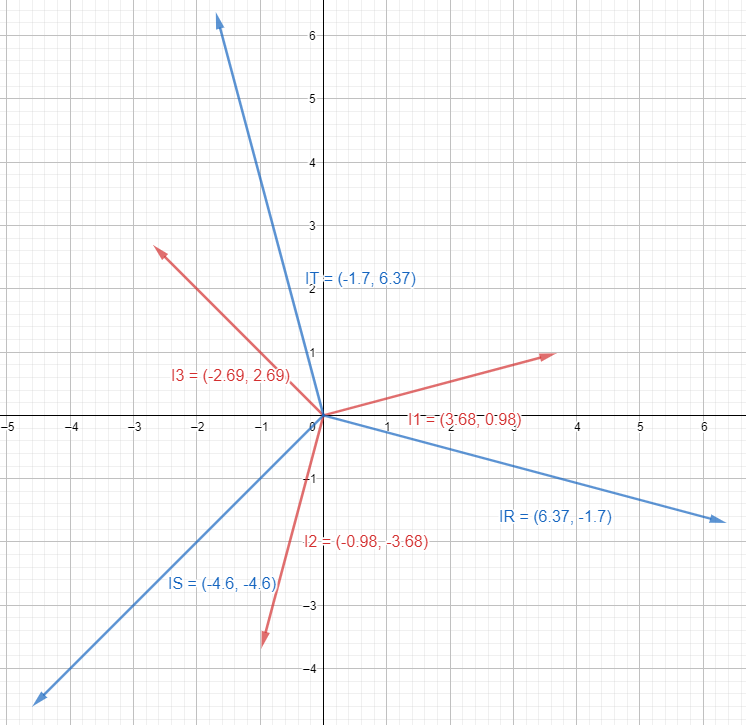 6
5
4
3
IT = (-1.7, 6.37)
2
1
I3 = (-2.69, 2.69)
I1 = (3.68, 0.98)
-5 -4 -3 -2 -1 0 1 2 3 4 5 6
-1
IR = (6.37, -1.7)
I2 = (-0.98, -3.68)
IS = (-4.6, -4.6)
-3
-4